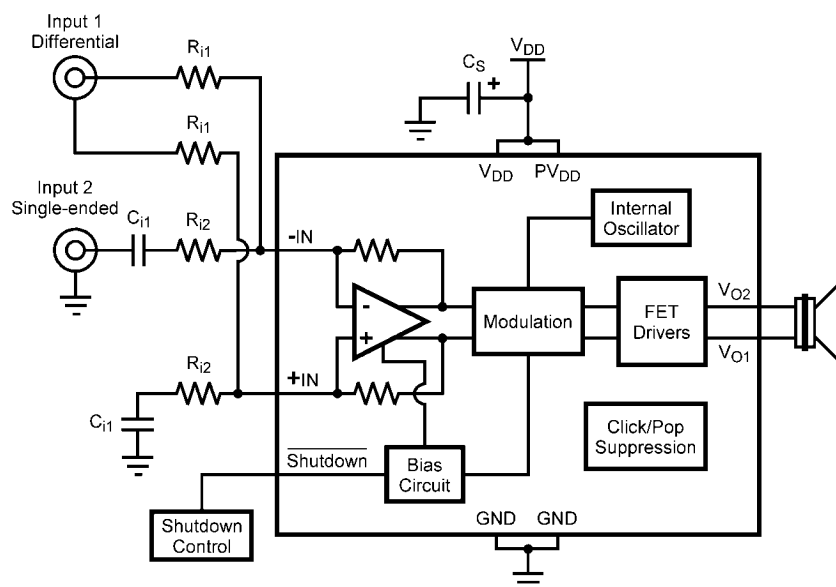 Input 1
Differential
Ri1
Ri1
CS
+
VDD
VDD
PVDD
Input 2
Single-ended
Ci1
Ri2
-IN
Internal
Oscillator
-
+
Modulation
FET
Drivers
VO2
VO1
Ri2
+IN
Ci1
Click/Pop
Suppression
Shutdown
Bias
Circuit
Shutdown
Control
GND
GND